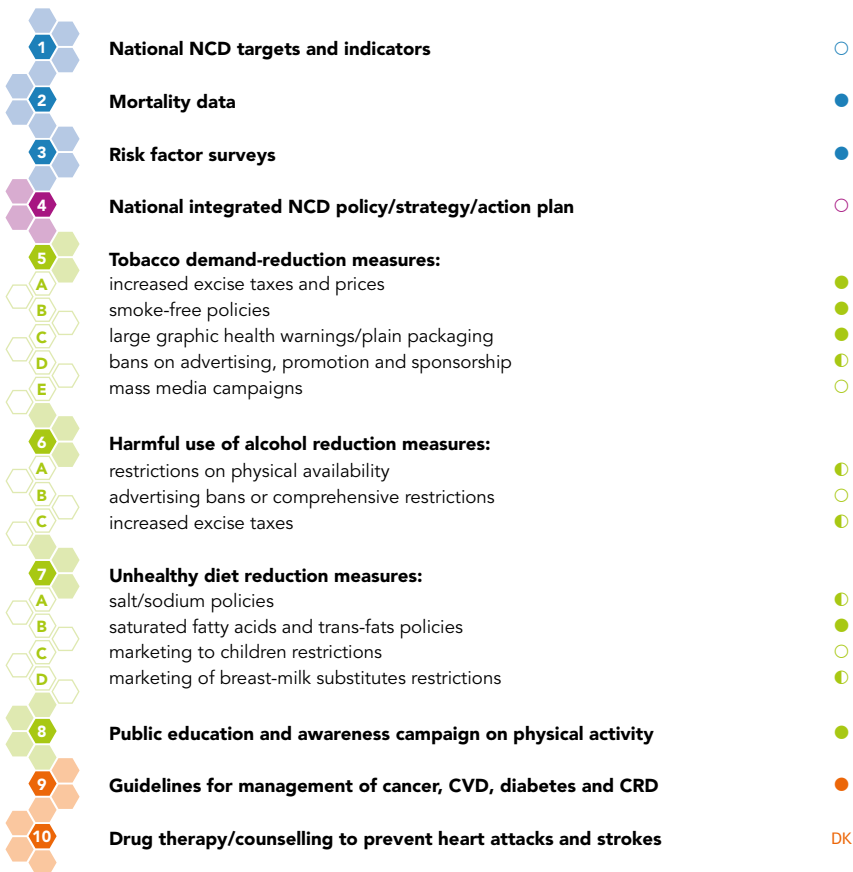 1 National NCD targets and indicators ○
2 Mortality data ●
3 Risk factor surveys ●
4 National integrated NCD policy/strategy/action plan ○
5 Tobacco demand-reduction measures:
A increased excise taxes and prices ●
B smoke-free policies ●
C large graphic health warnings/plain packaging ●
D bans on advertising, promotion and sponsorship ◐
E mass media campaigns ○
6 Harmful use of alcohol reduction measures:
A restrictions on physical availability ◐
B advertising bans or comprehensive restrictions ○
C increased excise taxes ◐
7 Unhealthy diet reduction measures:
A salt/sodium policies ◐
B saturated fatty acids and trans-fats policies ●
C marketing to children restrictions ○
D marketing of breast-milk substitutes restrictions ◐
8 Public education and awareness campaign on physical activity ●
9 Guidelines for management of cancer, CVD, diabetes and CRD ●
10 Drug therapy/counselling to prevent heart attacks and strokes DK